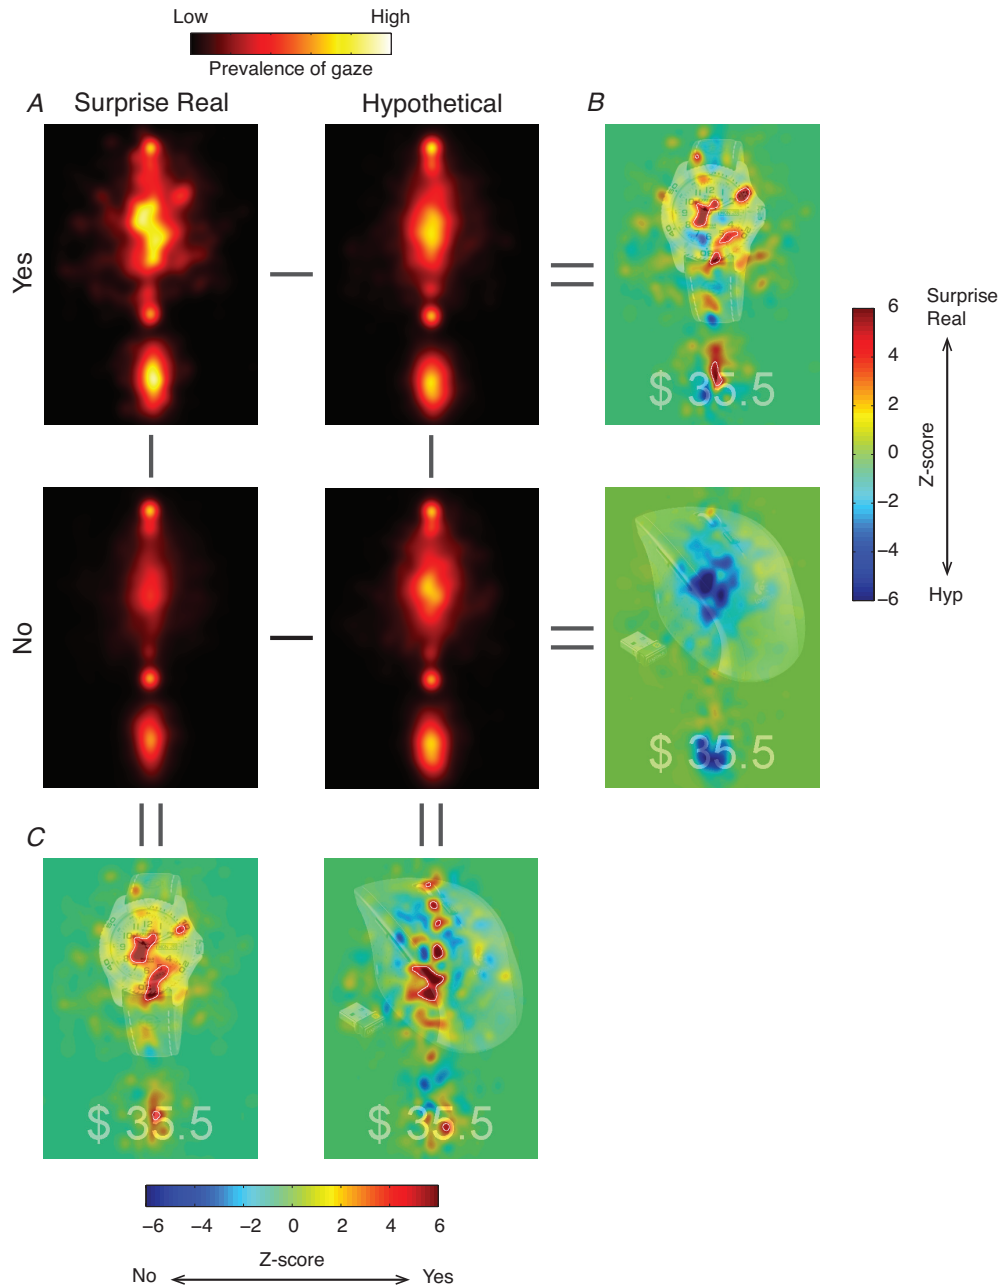 Low High
Prevalence of gaze
A Surprise Real Hypothetical B
Yes
$ 35.5
6 Surprise
Real
4
2
0
−2
−4
−6 Hyp
Z-score
No
$ 35.5
C
$ 35.5 $ 35.5
−6 −4 −2 0 2 4 6
Z-score
No Yes